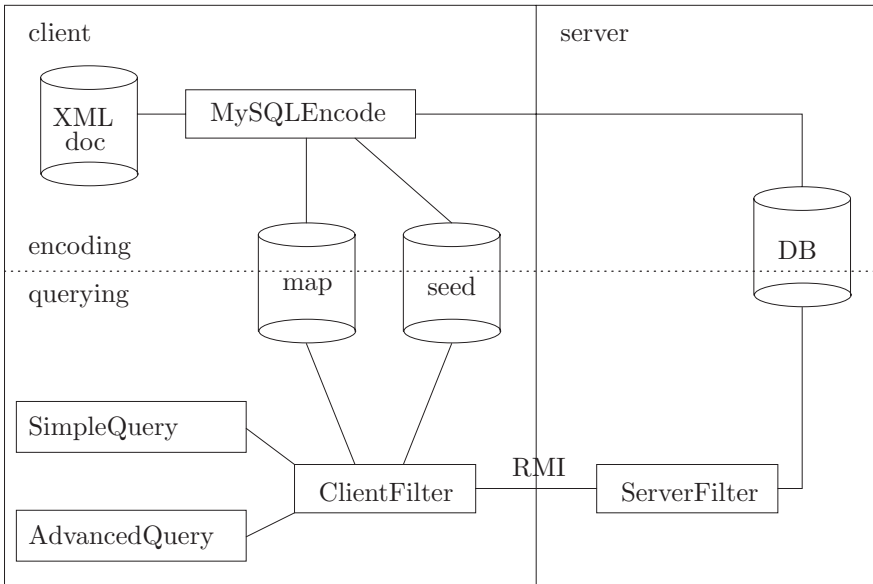 client
server
XML
doc
MySQLEncode
encoding
querying
map
seed
DB
SimpleQuery
RMI
ClientFilter
ServerFilter
AdvancedQuery